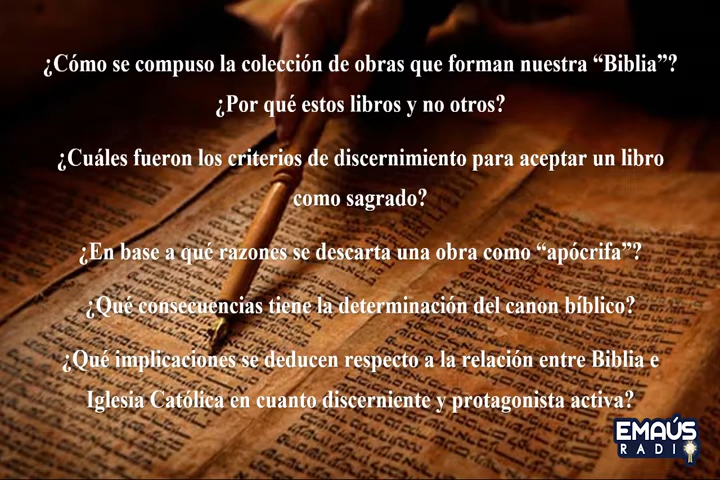 ¿Cómo se compuso la colección de obras que forman nuestra “Biblia”?
¿Por qué estos libros y no otros?
¿Cuáles fueron los criterios de discernimiento para aceptar un libro
como sagrado?
¿En base a qué razones se descarta una obra como “apócrifa”?
¿Qué consecuencias tiene la determinación del canon bíblico?
¿Qué implicaciones se deducen respecto a la relación entre Biblia e
Iglesia Católica en cuanto discerniente y protagonista activa?
EMAÚS
RADIO